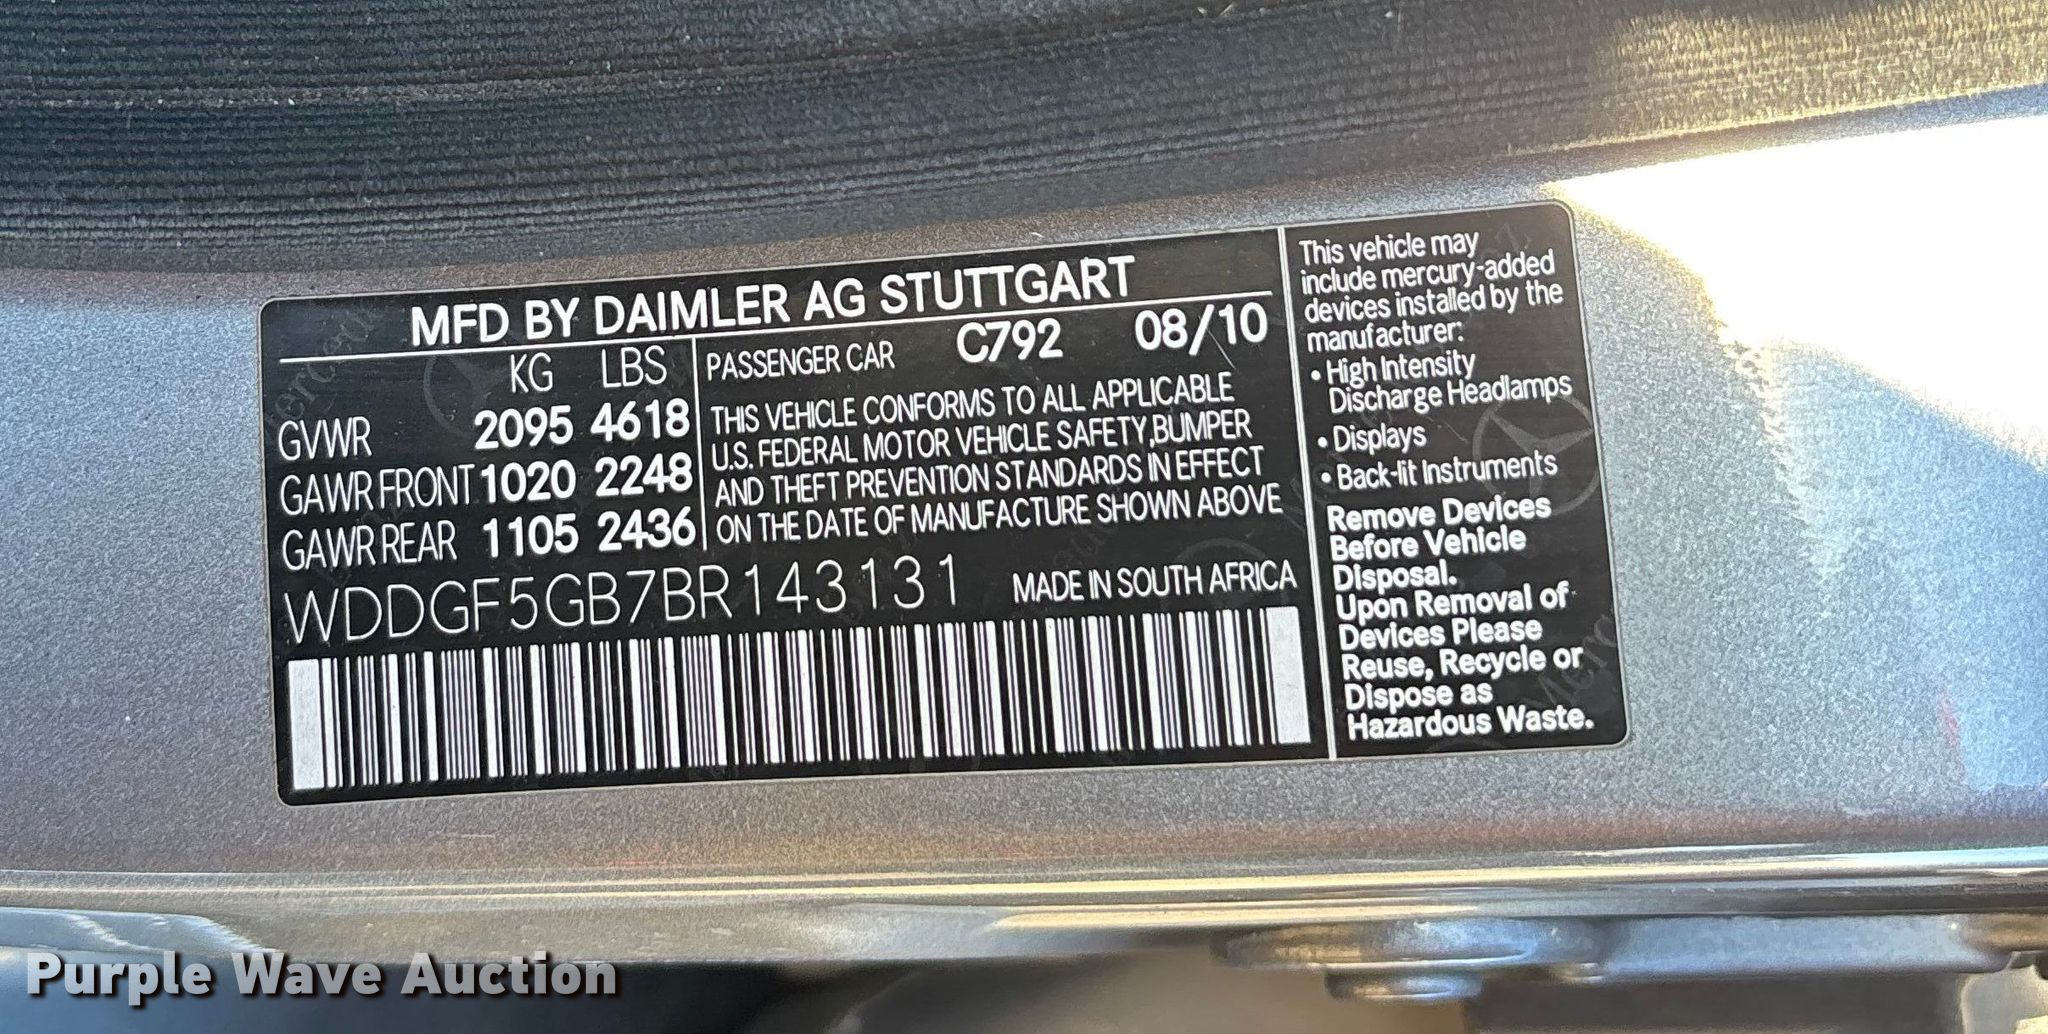 MFD BY DAIMLER AG STUTTGART
KG LBS
GVWR 2095 4618
GAWR FRONT 1020 2248
GAWR REAR 1105 2436
PASSENGER CAR C792 08/10
THIS VEHICLE CONFORMS TO ALL APPLICABLE
U.S. FEDERAL MOTOR VEHICLE SAFETY,BUMPER
AND THEFT PREVENTION STANDARDS IN EFFECT
ON THE DATE OF MANUFACTURE SHOWN ABOVE
WDDGF5GB7BR143131 MADE IN SOUTH AFRICA
This vehicle may
include mercury-added
devices installed by the
manufacturer:
• High Intensity
Discharge Headlamps
• Displays
• Back-lit Instruments
Remove Devices
Before Vehicle
Disposal.
Upon Removal of
Devices Please
Reuse, Recycle or
Dispose as
Hazardous Waste.
Purple Wave Auction